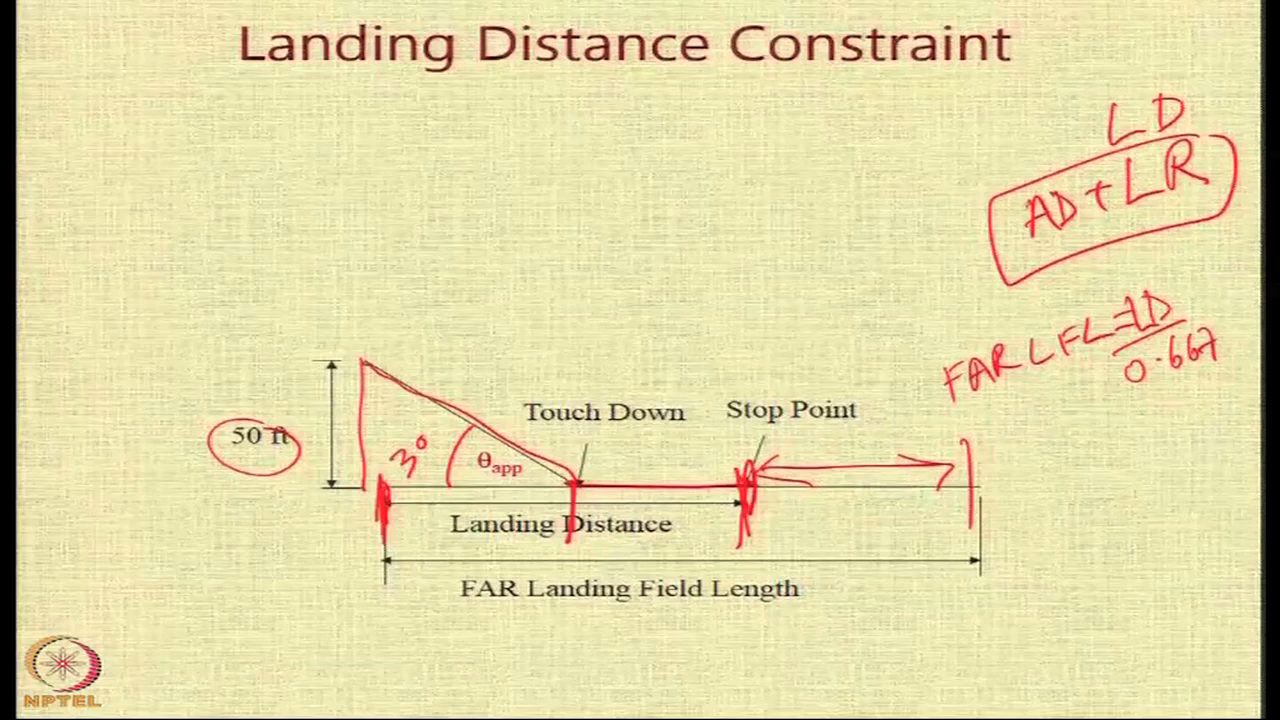 Landing Distance Constraint
LD
AD + LR
FAR LFL = LD
0.667
50 ft
3°
θapp
Touch Down
Stop Point
Landing Distance
FAR Landing Field Length
NPTEL